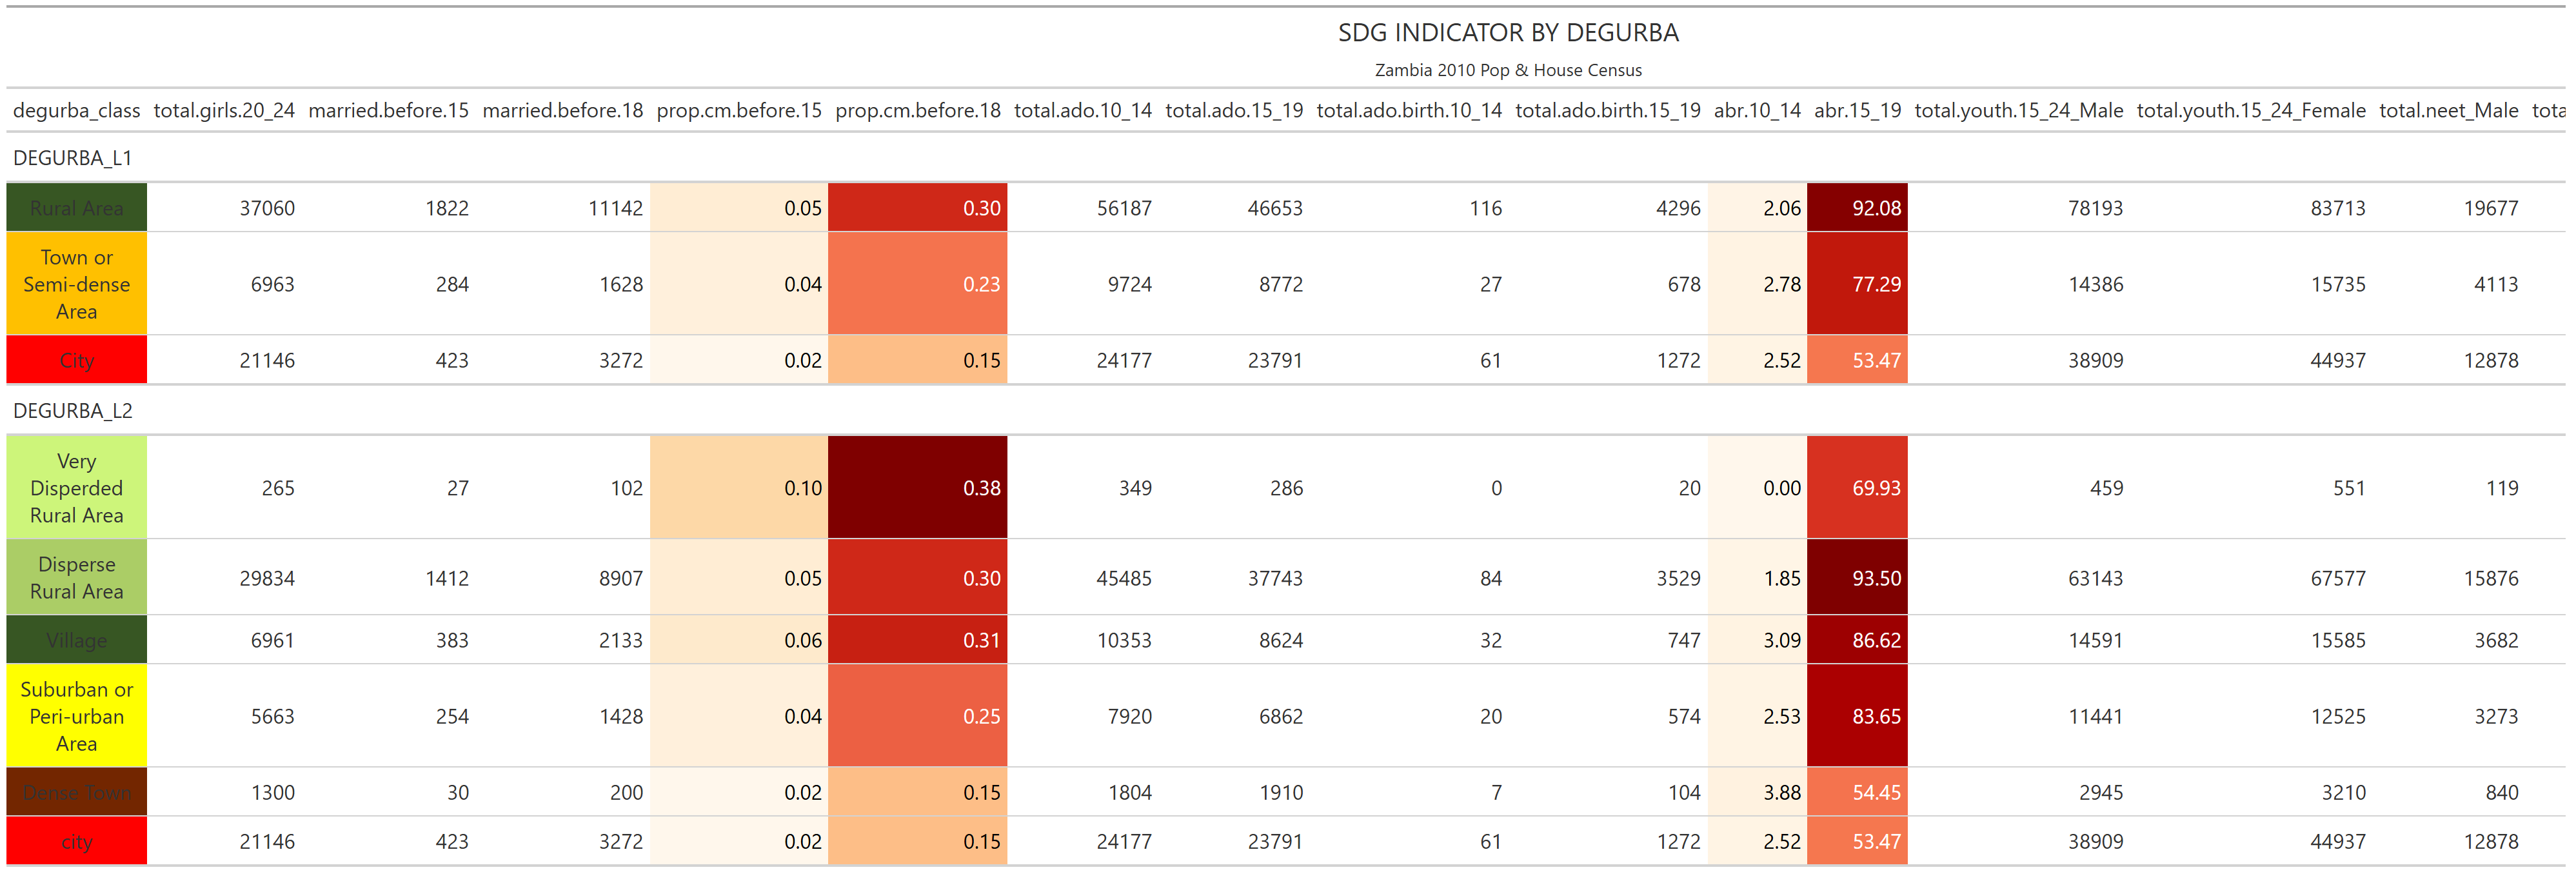 SDG INDICATOR BY DEGURBA
Zambia 2010 Pop & House Census
degurba_class total.girls.20_24 married.before.15 married.before.18 prop.cm.before.15 prop.cm.before.18 total.ado.10_14 total.ado.15_19 total.ado.birth.10_14 total.ado.birth.15_19 abr.10_14 abr.15_19 total.youth.15_24_Male total.youth.15_24_Female total.neet_Male tota
DEGURBA_L1
Rural Area 37060 1822 11142 0.05 0.30 56187 46653 116 4296 2.06 92.08 78193 83713 19677
Town or
Semi-dense
Area
6963 284 1628 0.04 0.23 9724 8772 27 678 2.78 77.29 14386 15735 4113
City 21146 423 3272 0.02 0.15 24177 23791 61 1272 2.52 53.47 38909 44937 12878
DEGURBA_L2
Very
Disperded
Rural Area
265 27 102 0.10 0.38 349 286 0 20 0.00 69.93 459 551 119
Disperse
Rural Area
29834 1412 8907 0.05 0.30 45485 37743 84 3529 1.85 93.50 63143 67577 15876
Village 6961 383 2133 0.06 0.31 10353 8624 32 747 3.09 86.62 14591 15585 3682
Suburban or
Peri-urban
Area
5663 254 1428 0.04 0.25 7920 6862 20 574 2.53 83.65 11441 12525 3273
Dense Town 1300 30 200 0.02 0.15 1804 1910 7 104 3.88 54.45 2945 3210 840
city 21146 423 3272 0.02 0.15 24177 23791 61 1272 2.52 53.47 38909 44937 12878